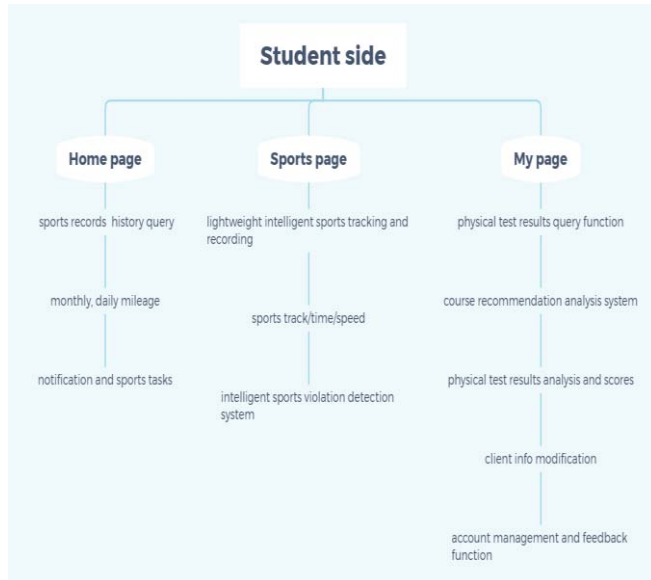 Student side
Home page
sports records history query
monthly, daily mileage
notification and sports tasks
Sports page
lightweight intelligent sports tracking and
recording
sports track/time/speed
intelligent sports violation detection
system
My page
physical test results query function
course recommendation analysis system
physical test results analysis and scores
client info modification
account management and feedback
function